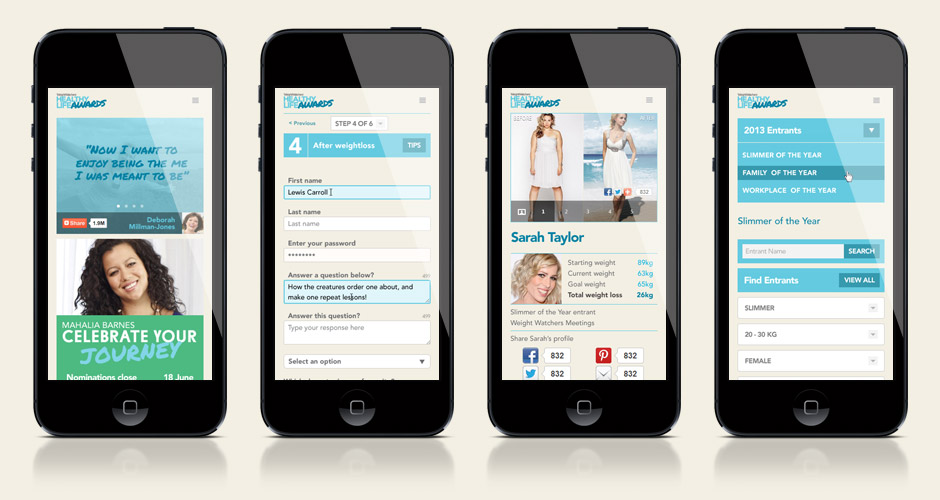 HEALTHY
LIFE AWARDS
"NOW I WANT TO
ENJOY BEING THE ME
I WAS MEANT TO BE"
Share 1.9M
Deborah
Millman-Jones
MAHALIA BARNES
CELEBRATE YOUR
JOURNEY
Nominations close 18 June
HEALTHY
LIFE AWARDS
< Previous STEP 4 OF 6
4 After weightloss TIPS
First name
Lewis Carroll
Last name
Last name
Enter your password
********
Answer a question below?
How the creatures order one about, and
make one repeat lessons!
Answer this question? 499
Type your response here
Select an option
HEALTHY
LIFE AWARDS
BEFORE AFTER
832
1 2 3 4
Sarah Taylor
Starting weight 89kg
Current weight 63kg
Goal weight 65kg
Total weight loss 26kg
Slimmer of the Year entrant
Weight Watchers Meetings
Share Sarah's profile
832 832
832 832
HEALTHY
LIFE AWARDS
2013 Entrants
SLIMMER OF THE YEAR
FAMILY OF THE YEAR
WORKPLACE OF THE YEAR
Slimmer of the Year
Entrant Name SEARCH
Find Entrants VIEW ALL
SLIMMER
20 - 30 KG
FEMALE